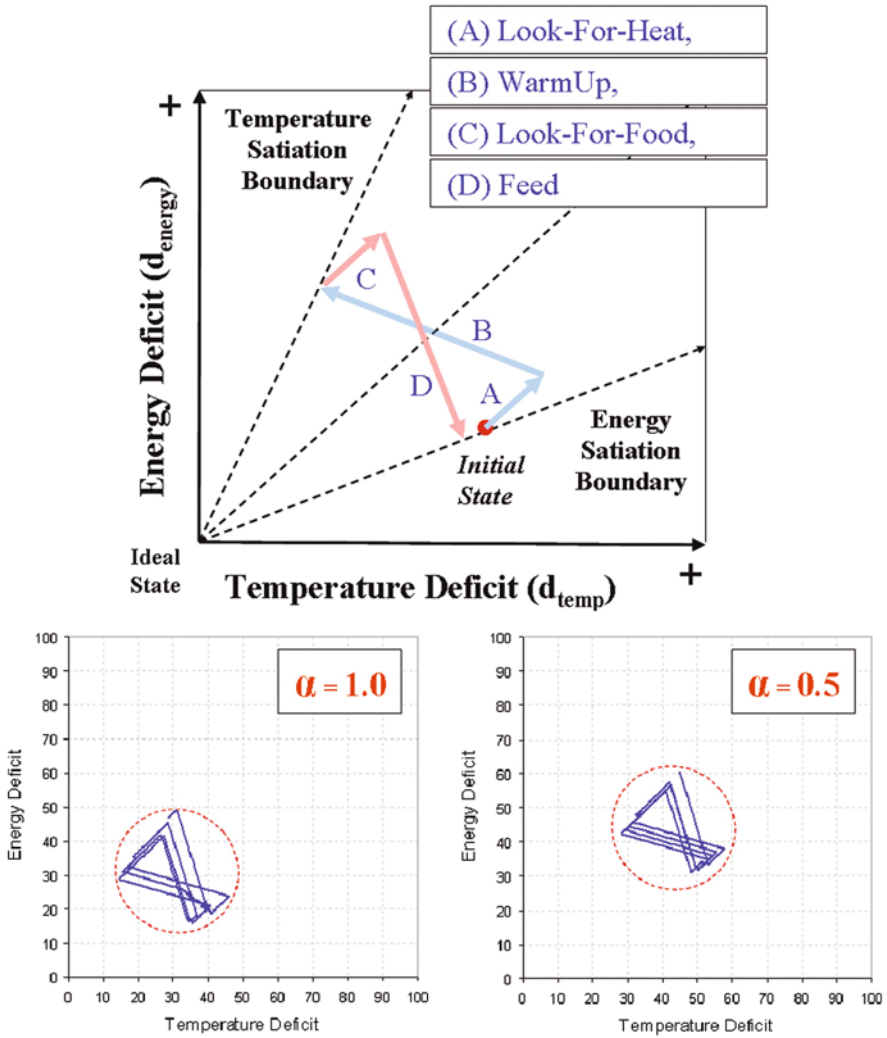 (A) Look-For-Heat,
(B) WarmUp,
(C) Look-For-Food,
(D) Feed
+
Temperature
Satiation
Boundary
Energy Deficit (d_energy)
C
B
D
A
Energy
Satiation
Boundary
Initial
State
Ideal
State
Temperature Deficit (d_temp)
+
α = 1.0
100
90
80
70
60
50
40
30
20
10
0
Energy Deficit
0 10 20 30 40 50 60 70 80 90 100
Temperature Deficit
α = 0.5
100
90
80
70
60
50
40
30
20
10
0
Energy Deficit
0 10 20 30 40 50 60 70 80 90 100
Temperature Deficit